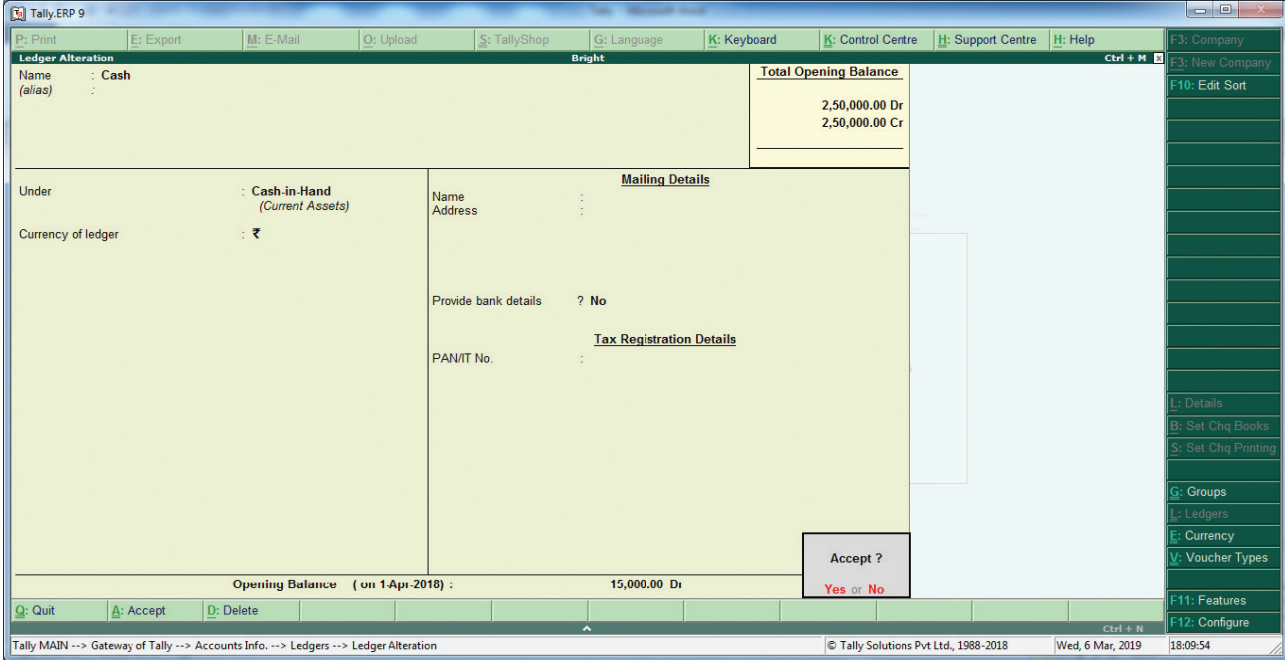 Tally.ERP 9
P: Print E: Export M: E-Mail O: Upload S: TallyShop G: Language K: Keyboard K: Control Centre H: Support Centre H: Help
Ledger Alteration Bright Ctrl + M x
Name : Cash
(alias) :
Total Opening Balance
2,50,000.00 Dr
2,50,000.00 Cr
Under : Cash-in-Hand
(Current Assets)
Currency of ledger : ₹
Mailing Details
Name :
Address :
Provide bank details ? No
Tax Registration Details
PAN/IT No. :
Accept ?
Yes or No
Opening Balance ( on 1-Apr-2018) : 15,000.00 Dr
Q: Quit A: Accept D: Delete
Ctrl + N
Tally MAIN --> Gateway of Tally --> Accounts Info. --> Ledgers --> Ledger Alteration © Tally Solutions Pvt Ltd., 1988-2018 Wed, 6 Mar, 2019 18:09:54
F3: Company
F3: New Company
F10: Edit Sort
L: Details
B: Set Chq Books
S: Set Chq Printing
G: Groups
L: Ledgers
E: Currency
V: Voucher Types
F11: Features
F12: Configure